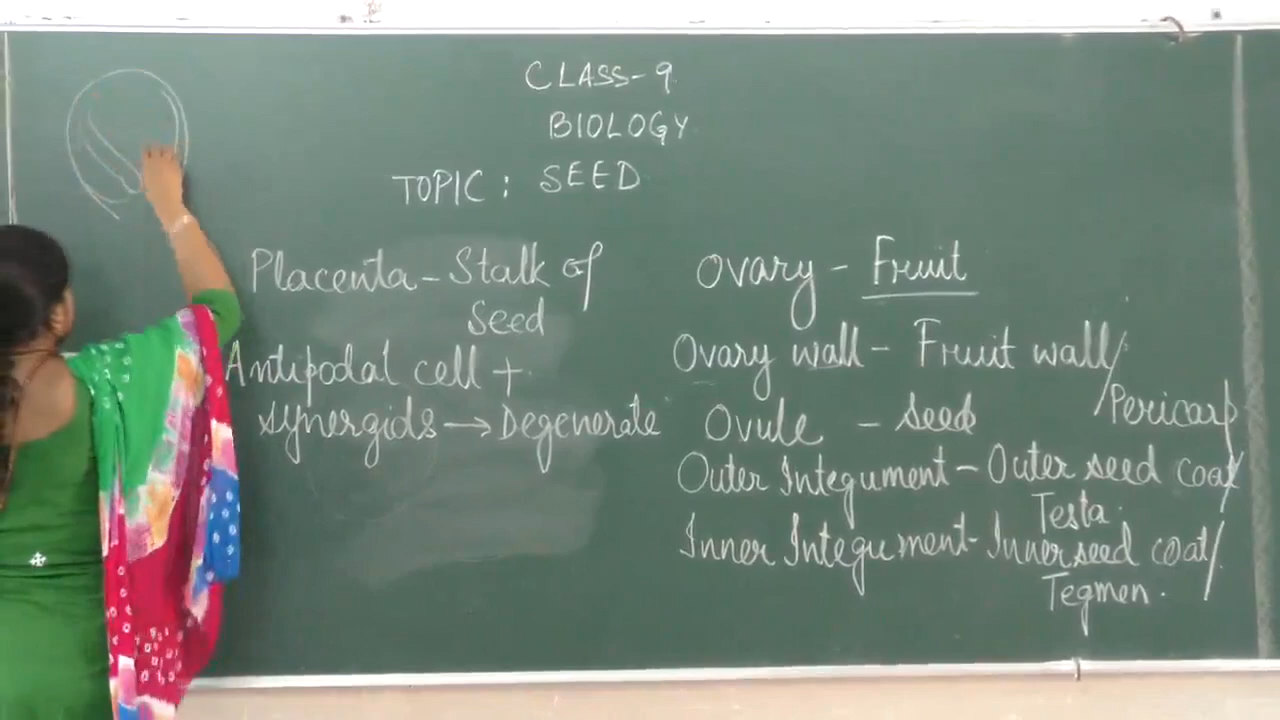 CLASS-9
BIOLOGY
TOPIC: SEED
Placenta - Stalk of
Seed
Antipodal cell +
synergids → Degenerate
Ovary - Fruit
Ovary wall - Fruit wall/
/Pericarp
Ovule - seed
Outer Integument - Outer seed coat/
Testa.
Inner Integument - Inner seed coat/
Tegmen.